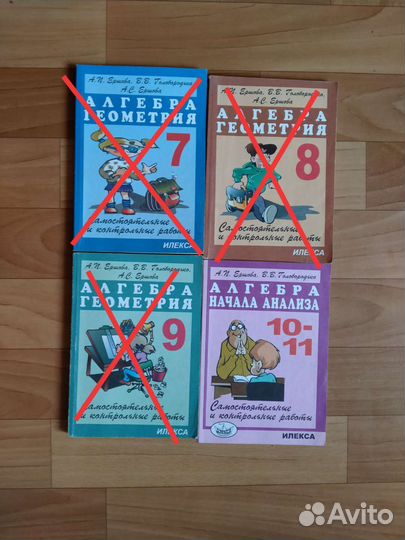 А.П. Ершова, В.В. Голобородько,
А.С. Ершова
АЛГЕБРА
ГЕОМЕТРИЯ
7
Самостоятельные
и контрольные работы
ИЛЕКСА
А.П. Ершова, В.В. Голобородько,
А.С. Ершова
АЛГЕБРА
ГЕОМЕТРИЯ
8
Самостоятельные
и контрольные работы
ИЛЕКСА
А.П. Ершова, В.В. Голобородько,
А.С. Ершова
АЛГЕБРА
ГЕОМЕТРИЯ
9
Самостоятельные
и контрольные работы
ИЛЕКСА
А.П. Ершова, В.В. Голобородько
АЛГЕБРА
НАЧАЛА АНАЛИЗА
10-
11
Самостоятельные
и контрольные работы
ИЛЕКСА
Avito